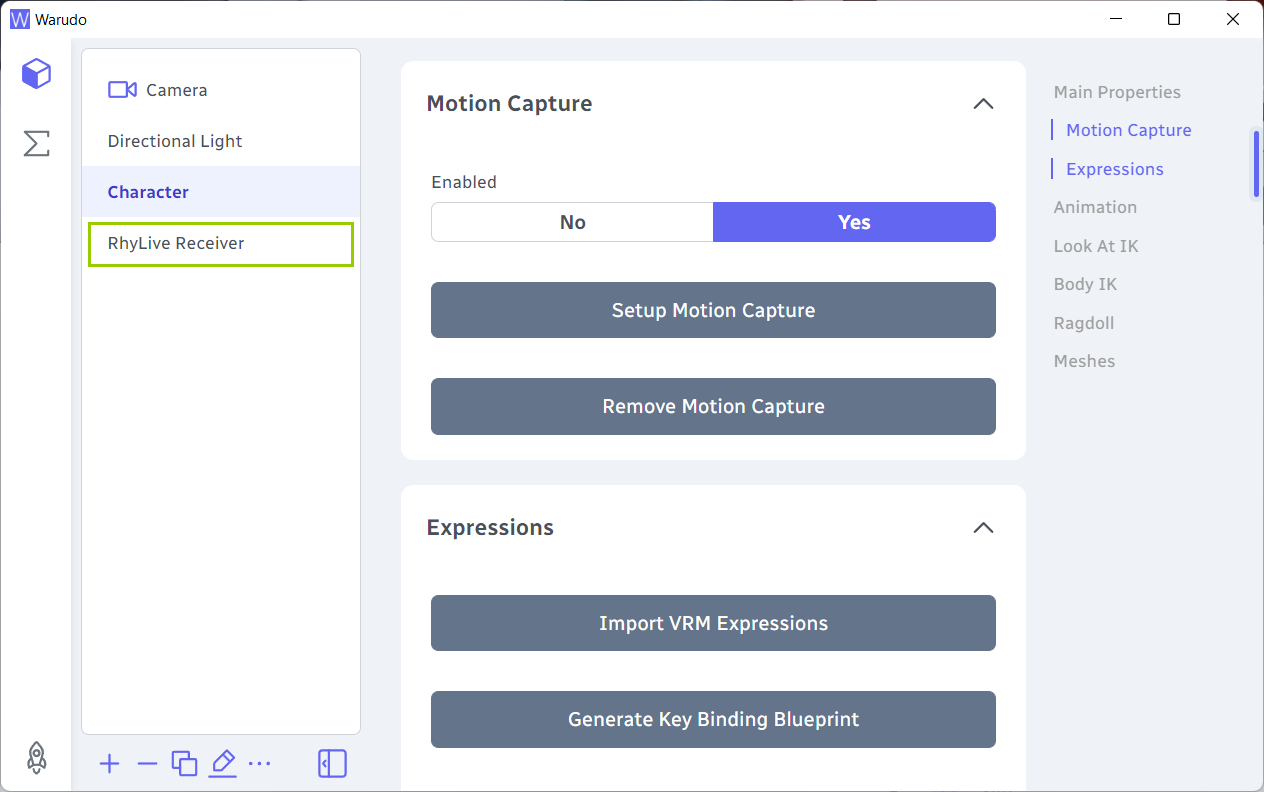 Warudo
Camera
Directional Light
Character
RhyLive Receiver
Motion Capture
Enabled
No
Yes
Setup Motion Capture
Remove Motion Capture
Expressions
Import VRM Expressions
Generate Key Binding Blueprint
Main Properties
Motion Capture
Expressions
Animation
Look At IK
Body IK
Ragdoll
Meshes